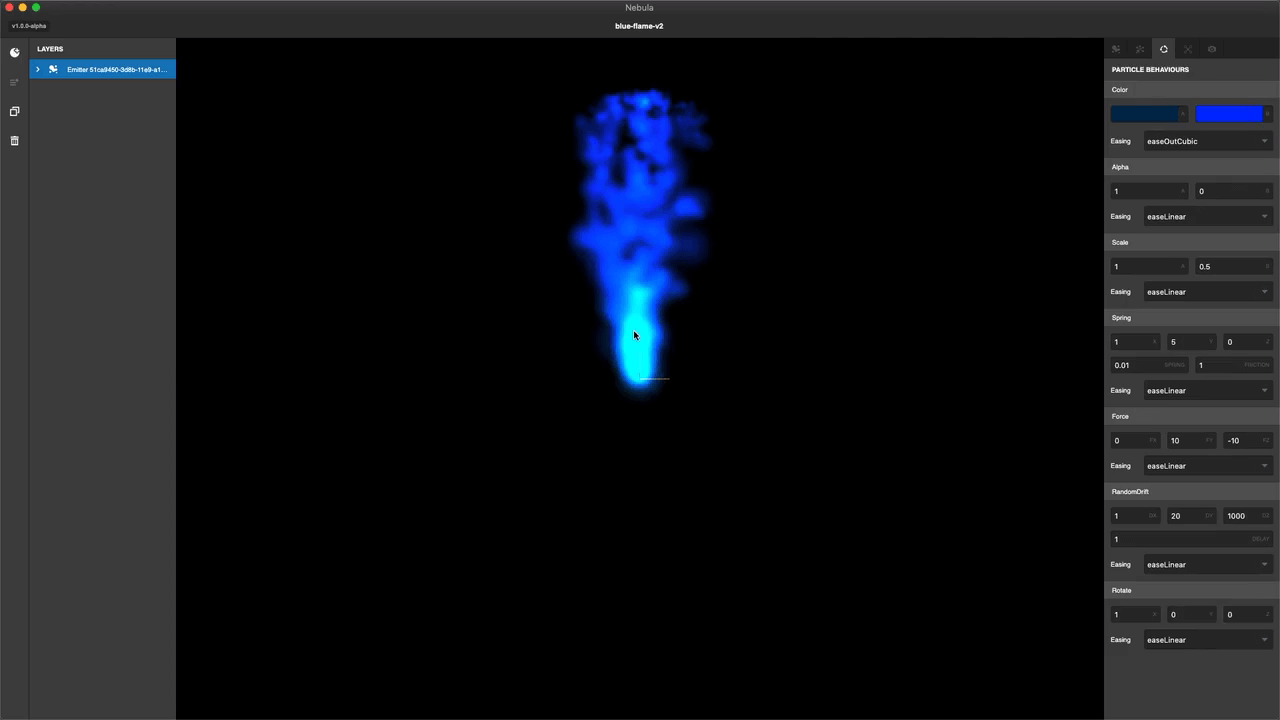 Nebula
v1.0.0-alpha
blue-flame-v2
LAYERS
Emitter 51ca9450-3d8b-11e9-a1...
PARTICLE BEHAVIOURS
Color
A B
Easing easeOutCubic
Alpha
1 A 0 B
Easing easeLinear
Scale
1 A 0.5 B
Easing easeLinear
Spring
1 X 5 Y 0 Z
0.01 SPRING 1 FRICTION
Easing easeLinear
Force
0 FX 10 FY -10 FZ
Easing easeLinear
RandomDrift
1 DX 20 DY 1000 DZ
1 DELAY
Easing easeLinear
Rotate
1 X 0 Y 0 Z
Easing easeLinear